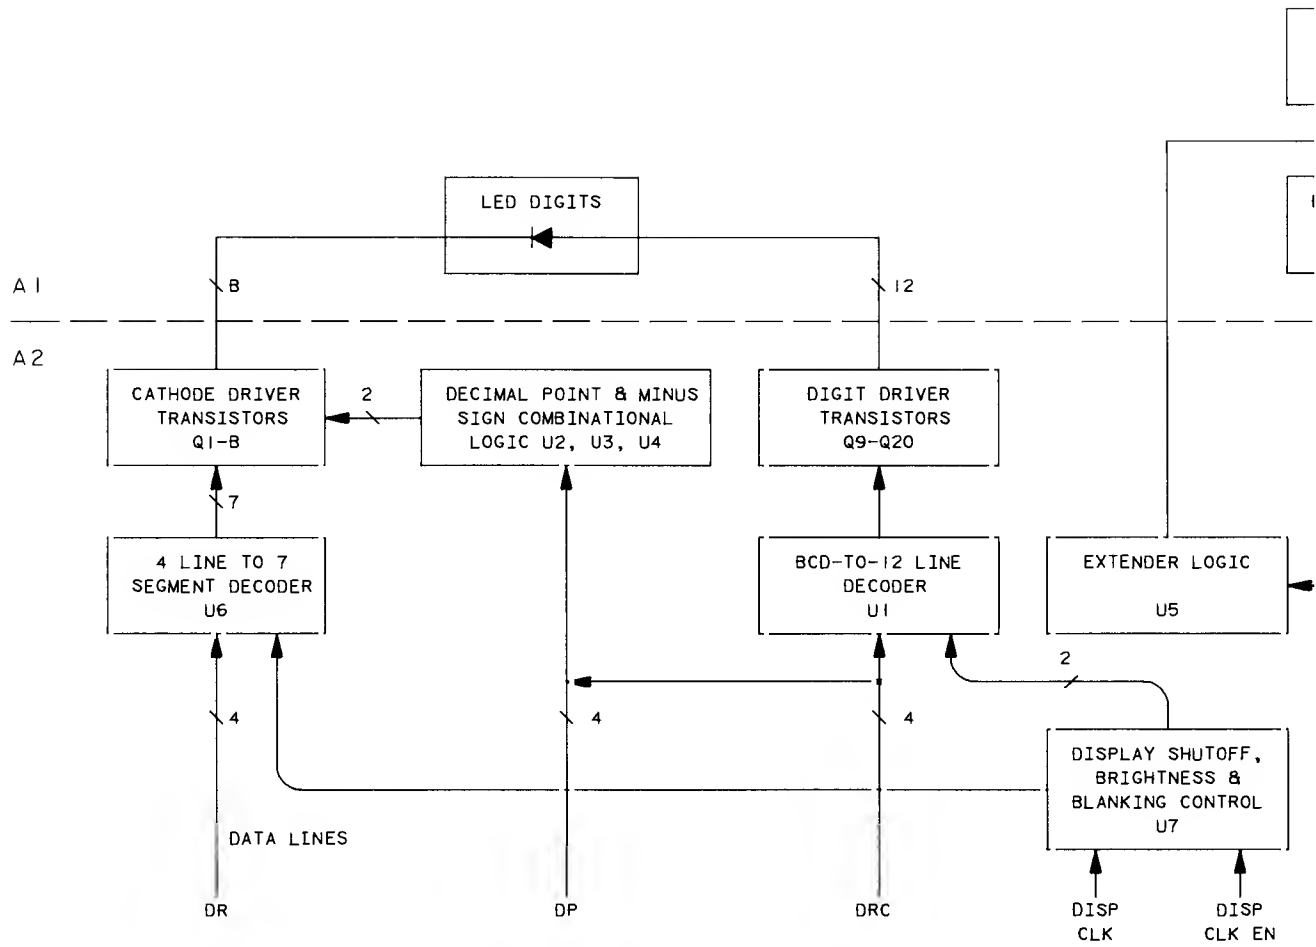 LED DIGITS
A1
8
12
A2
CATHODE DRIVER
TRANSISTORS
Q1-8
2
DECIMAL POINT & MINUS
SIGN COMBINATIONAL
LOGIC U2, U3, U4
DIGIT DRIVER
TRANSISTORS
Q9-Q20
7
4 LINE TO 7
SEGMENT DECODER
U6
BCD-TO-12 LINE
DECODER
U1
EXTENDER LOGIC
U5
2
4
4
4
DISPLAY SHUTOFF,
BRIGHTNESS &
BLANKING CONTROL
U7
DATA LINES
DR
DP
DRC
DISP
CLK
DISP
CLK EN